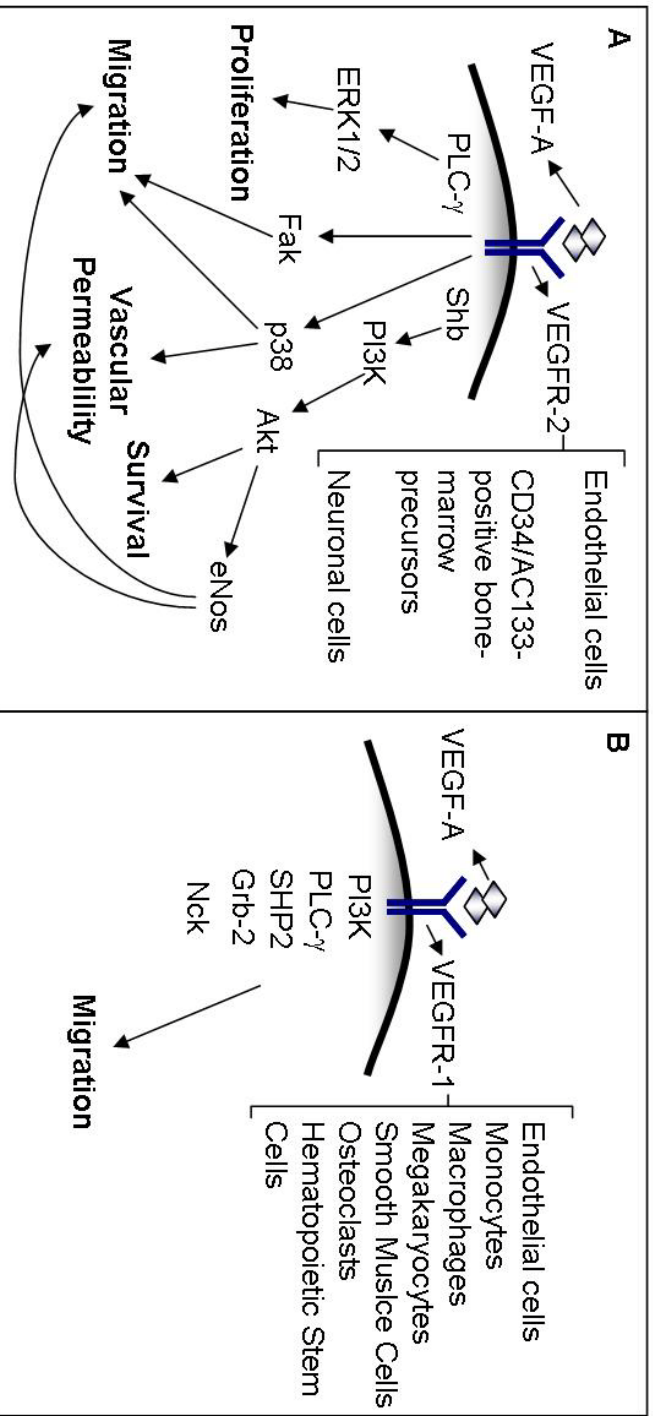 A
VEGF-A
VEGFR-2
Endothelial cells
CD34/AC133-
positive bone-
marrow
precursors
Neuronal cells
PLC-γ
Shb
ERK1/2
PI3K
Fak
p38
Akt
eNos
Proliferation
Migration
Vascular
Permeablility
Survival
B
VEGF-A
VEGFR-1
Endothelial cells
Monocytes
Macrophages
Megakaryocytes
Smooth Muslce Cells
Osteoclasts
Hematopoietic Stem
Cells
PI3K
PLC-γ
SHP2
Grb-2
Nck
Migration